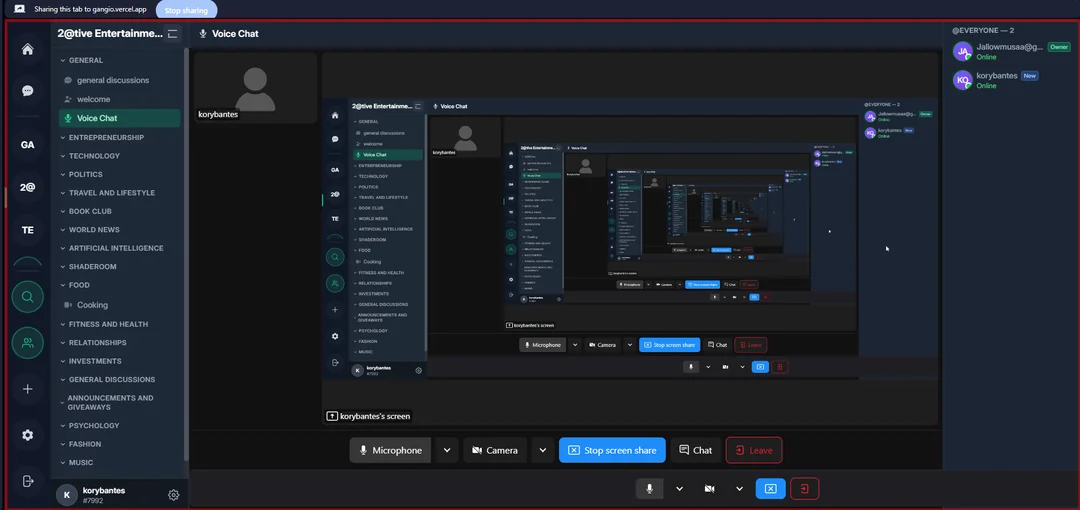 Sharing this tab to gangio.vercel.app
Stop sharing
GA
2@
TE
2@tive Entertainme...
GENERAL
general discussions
welcome
Voice Chat
ENTREPRENEURSHIP
TECHNOLOGY
POLITICS
TRAVEL AND LIFESTYLE
BOOK CLUB
WORLD NEWS
ARTIFICIAL INTELLIGENCE
SHADEROOM
FOOD
Cooking
FITNESS AND HEALTH
RELATIONSHIPS
INVESTMENTS
GENERAL DISCUSSIONS
ANNOUNCEMENTS AND
GIVEAWAYS
PSYCHOLOGY
FASHION
MUSIC
K
korybantes
#7992
Voice Chat
korybantes
2@tive Entertainme...
Voice Chat
GENERAL
general discussions
welcome
Voice Chat
ENTREPRENEURSHIP
TECHNOLOGY
POLITICS
TRAVEL AND LIFESTYLE
BOOK CLUB
WORLD NEWS
ARTIFICIAL INTELLIGENCE
SHADEROOM
FOOD
Cooking
FITNESS AND HEALTH
RELATIONSHIPS
INVESTMENTS
GENERAL DISCUSSIONS
ANNOUNCEMENTS AND
GIVEAWAYS
PSYCHOLOGY
FASHION
MUSIC
GA
2@
TE
K
korybantes
#7992
korybantes
korybantes's screen
Microphone
Camera
Stop screen share
Chat
Leave
@EVERYONE — 2
Jallowmusaa@g...
Owner
Online
korybantes
New
Online
korybantes's screen
Microphone
Camera
Stop screen share
Chat
Leave
@EVERYONE — 2
JA
Jallowmusaa@g...
Owner
Online
KO
korybantes
New
Online